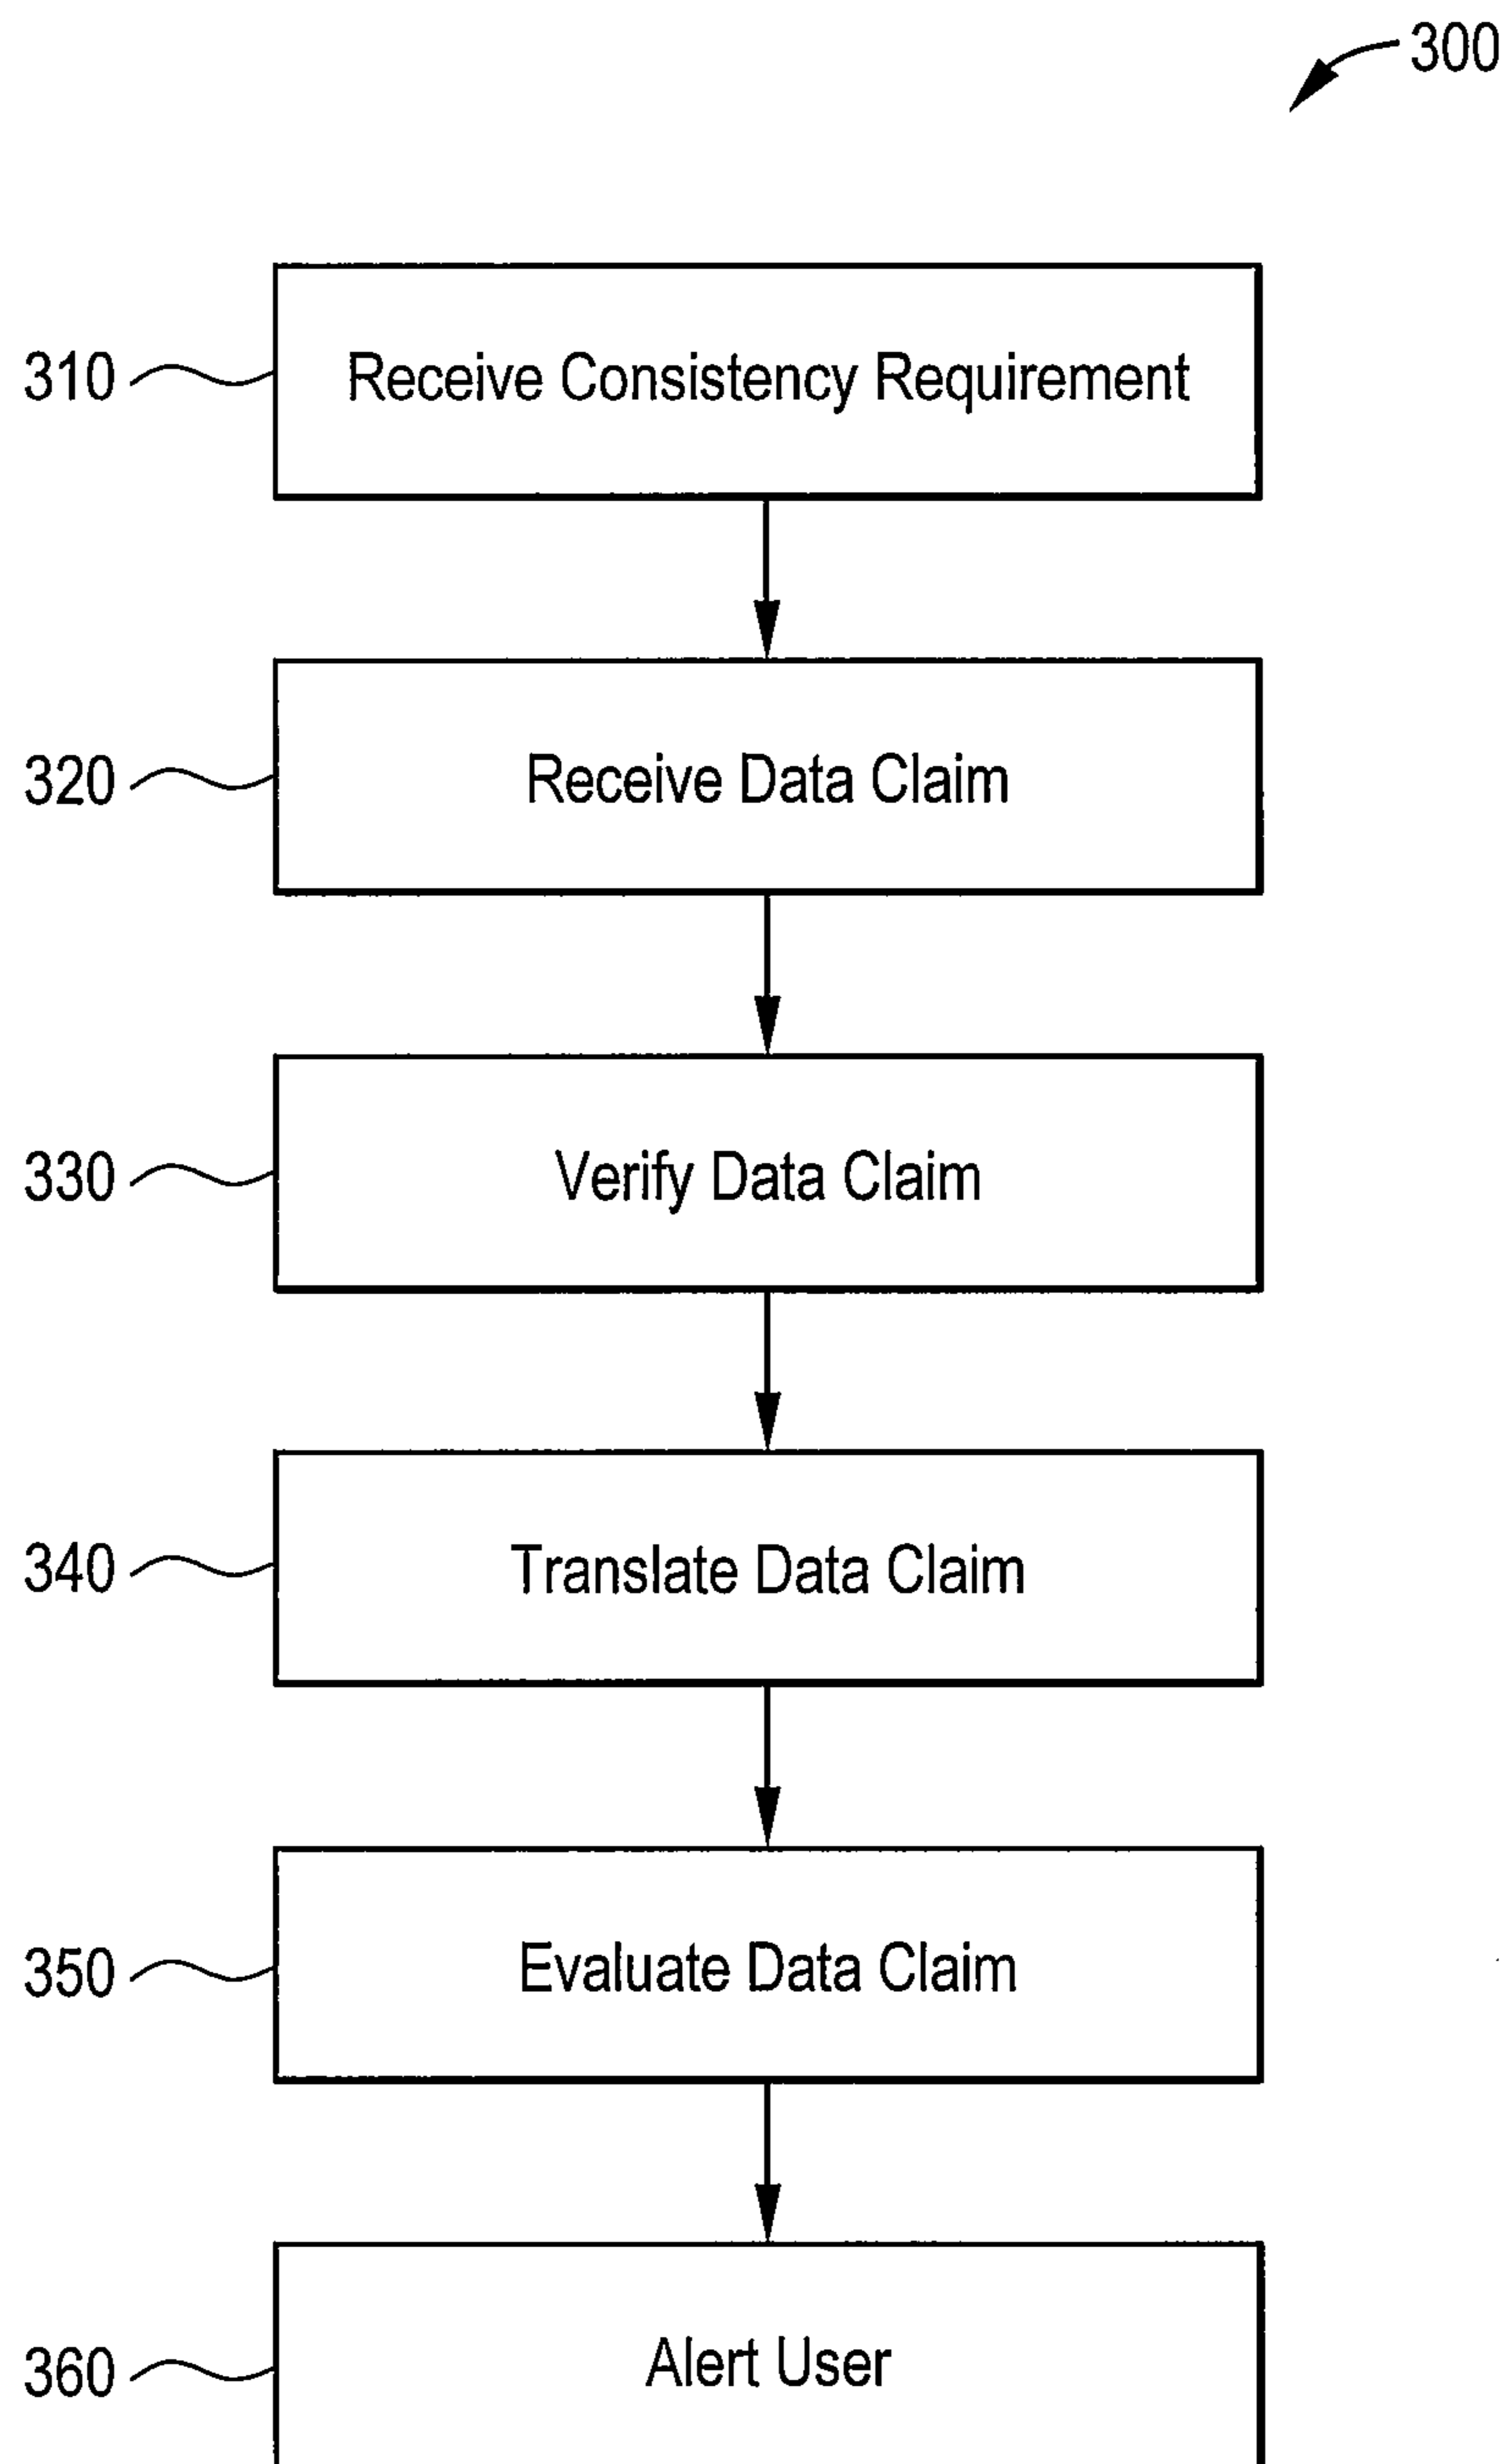 300
310 Receive Consistency Requirement
320 Receive Data Claim
330 Verify Data Claim
340 Translate Data Claim
350 Evaluate Data Claim
360 Alert User